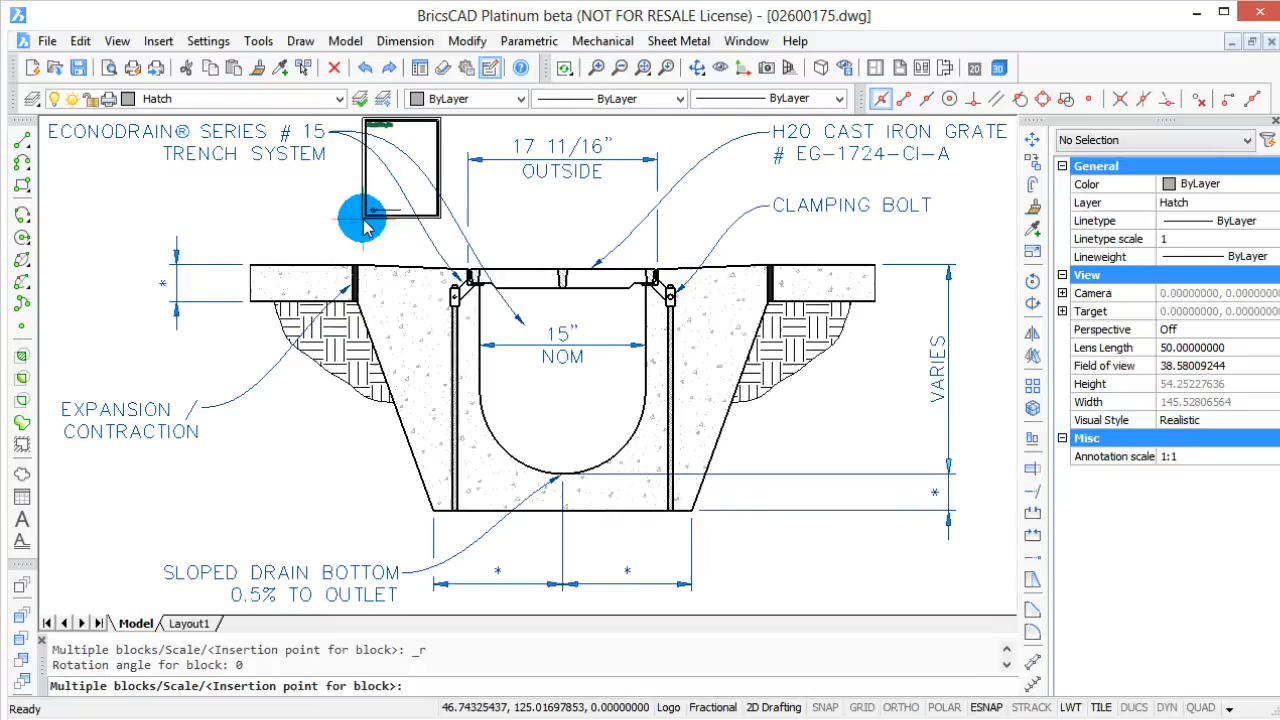 BricsCAD Platinum beta (NOT FOR RESALE License) - [02600175.dwg]
File Edit View Insert Settings Tools Draw Model Dimension Modify Parametric Mechanical Sheet Metal Window Help
Hatch
ByLayer
ByLayer
ByLayer
20
3D
ECONODRAIN® SERIES # 15
TRENCH SYSTEM
17 11/16"
OUTSIDE
H20 CAST IRON GRATE
# EG-1724-CI-A
CLAMPING BOLT
*
15"
NOM
VARIES
EXPANSION /
CONTRACTION
*
SLOPED DRAIN BOTTOM
0.5% TO OUTLET
*
*
No Selection
General
Color ByLayer
Layer Hatch
Linetype ByLayer
Linetype scale 1
Lineweight ByLayer
View
Camera 0.00000000, 0.0000000
Target 0.00000000, 0.0000000
Perspective Off
Lens Length 50.00000000
Field of view 38.58009244
Height 54.25227636
Width 145.52806564
Visual Style Realistic
Misc
Annotation scale 1:1
Model Layout1
Multiple blocks/Scale/<Insertion point for block>: _r
Rotation angle for block: 0
Multiple blocks/Scale/<Insertion point for block>:
Ready
46.74325437, 125.01697853, 0.00000000 Logo Fractional 2D Drafting SNAP GRID ORTHO POLAR ESNAP STRACK LWT TILE DUCS DYN QUAD